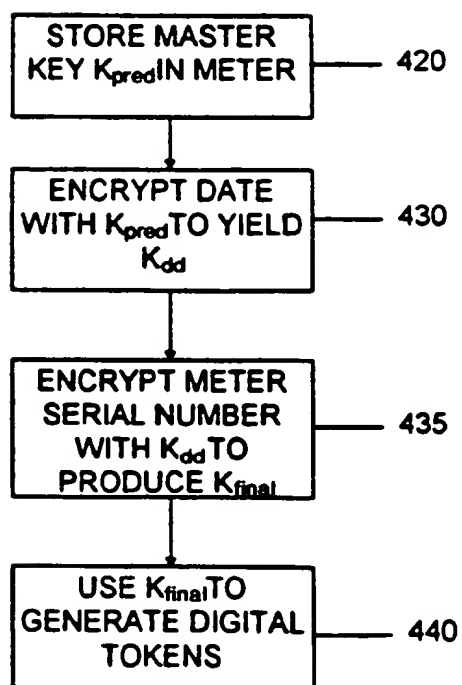 STORE MASTER
KEY KpredIN METER
420
ENCRYPT DATE
WITH KpredTO YIELD
Kdd
430
ENCRYPT METER
SERIAL NUMBER
WITH Kdd TO
PRODUCE Kfinal
435
USE KfinalTO
GENERATE DIGITAL
TOKENS
440